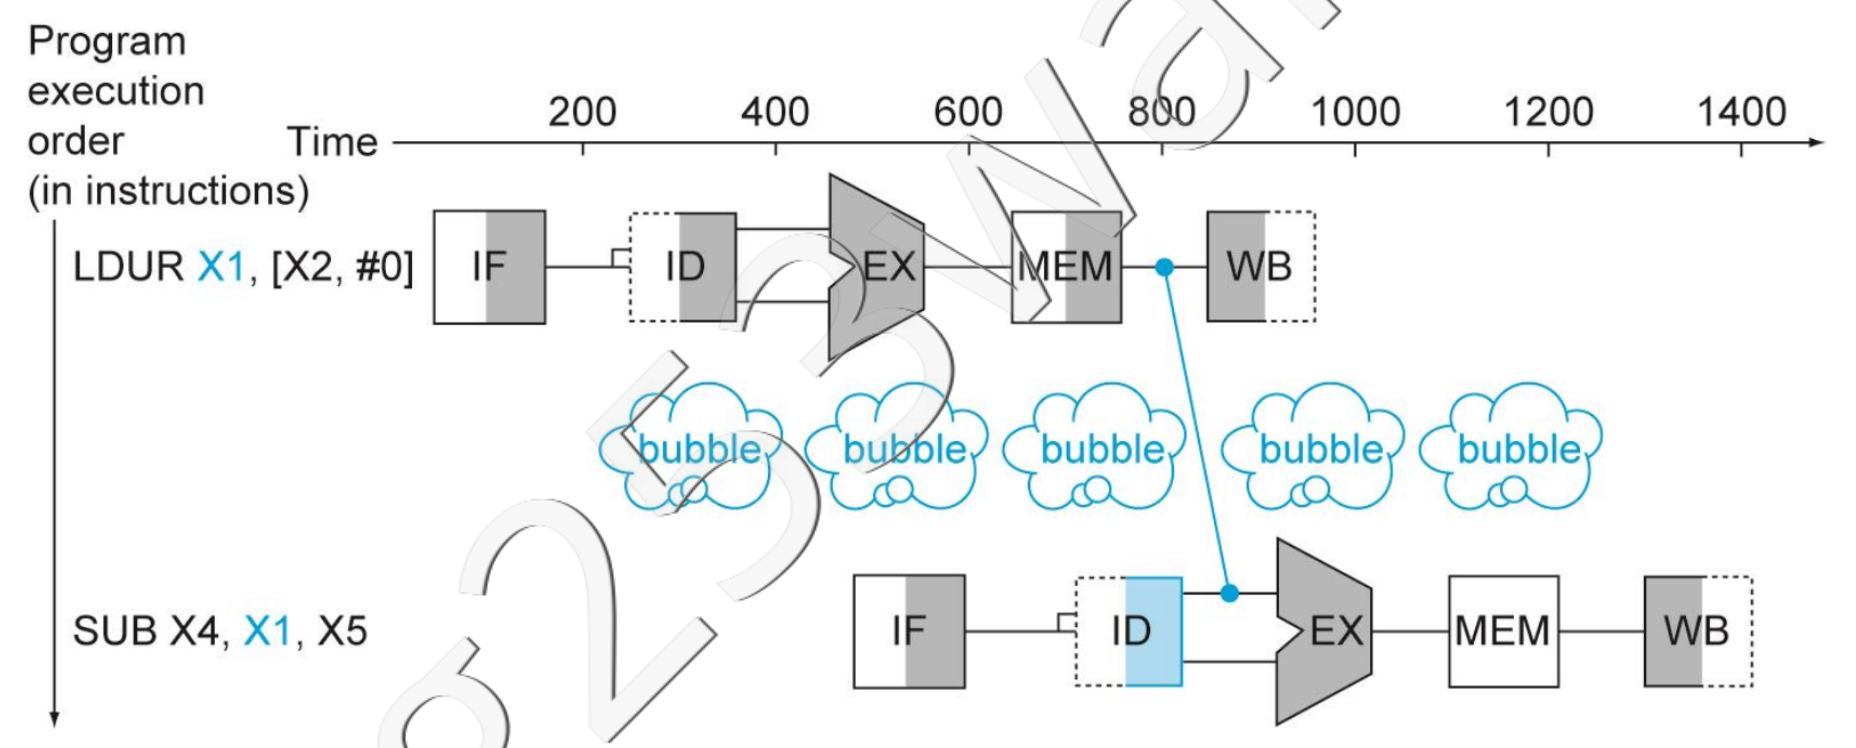 Program
execution
order
(in instructions)
Time
200 400 600 800 1000 1200 1400
LDUR X1, [X2, #0]
IF ID EX MEM WB
bubble bubble bubble bubble bubble
SUB X4, X1, X5
IF ID EX MEM WB